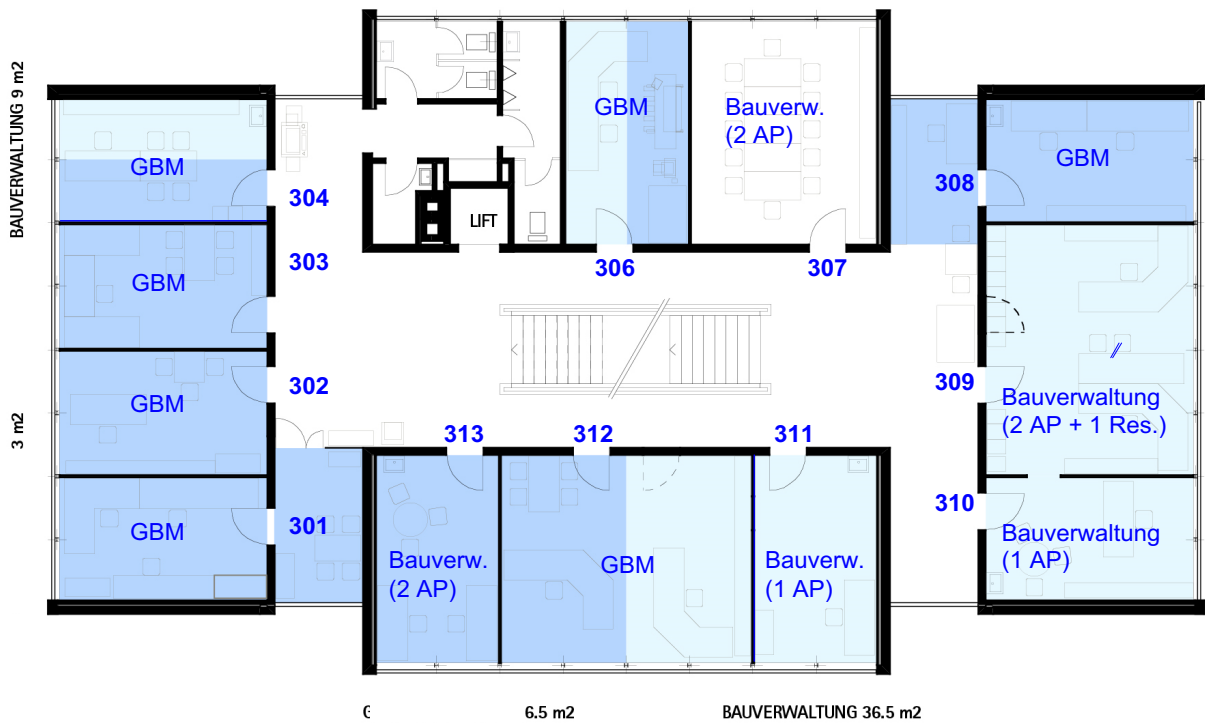 BAUVERWALTUNG 9 m2
3 m2
GBM
304
GBM
303
GBM
302
GBM
301
LIFT
GBM
306
Bauverw.
(2 AP)
307
308
GBM
309
Bauverwaltung
(2 AP + 1 Res.)
310
Bauverwaltung
(1 AP)
313
312
311
Bauverw.
(2 AP)
GBM
Bauverw.
(1 AP)
6.5 m2
BAUVERWALTUNG 36.5 m2